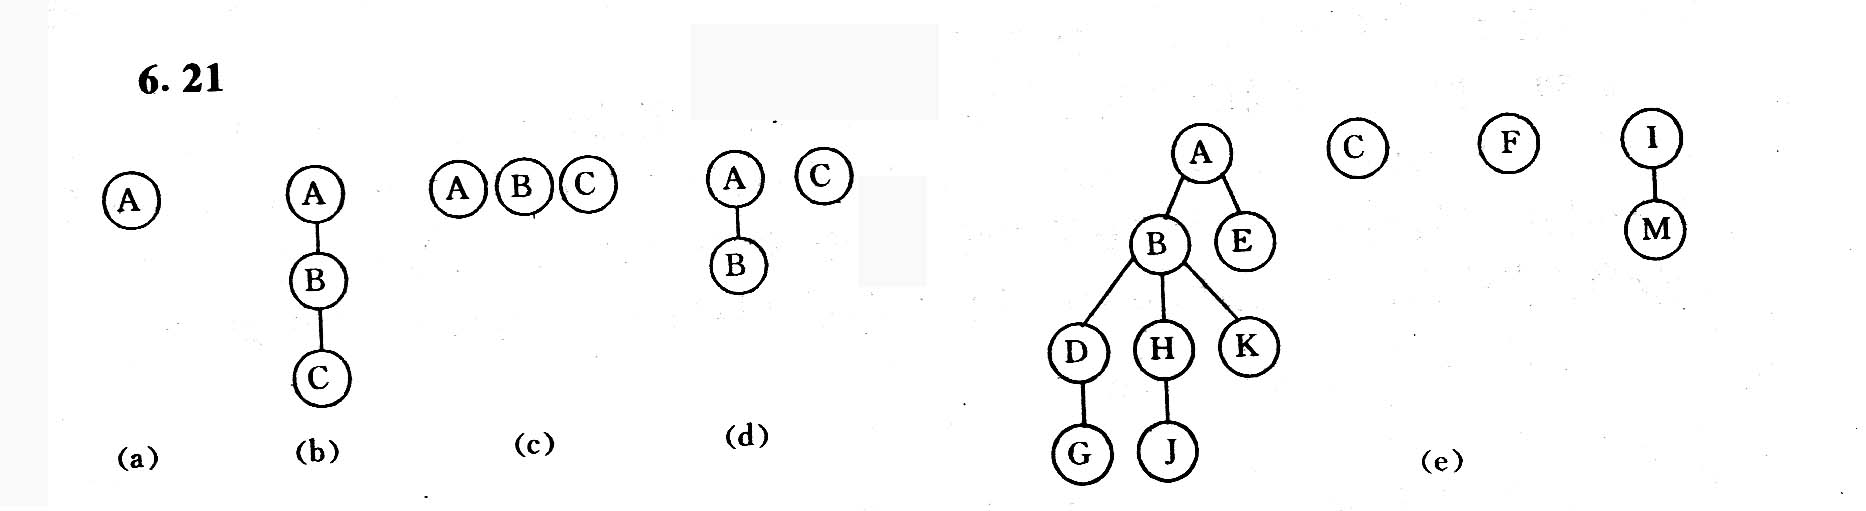 6. 21
A
A
B
C
A B C
A C
B
A C F I
B E M
D H K
G J
(a) (b) (c) (d) (e)